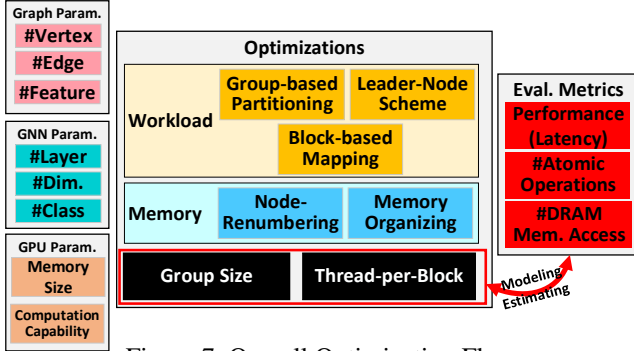 Graph Param.
#Vertex
#Edge
#Feature
GNN Param.
#Layer
#Dim.
#Class
GPU Param.
Memory
Size
Computation
Capability
Optimizations
Workload
Group-based
Partitioning
Leader-Node
Scheme
Block-based
Mapping
Memory
Node-
Renumbering
Memory
Organizing
Group Size
Thread-per-Block
Eval. Metrics
Performance
(Latency)
#Atomic
Operations
#DRAM
Mem. Access
Modeling
Estimating
Figure 7: Overall Optimization